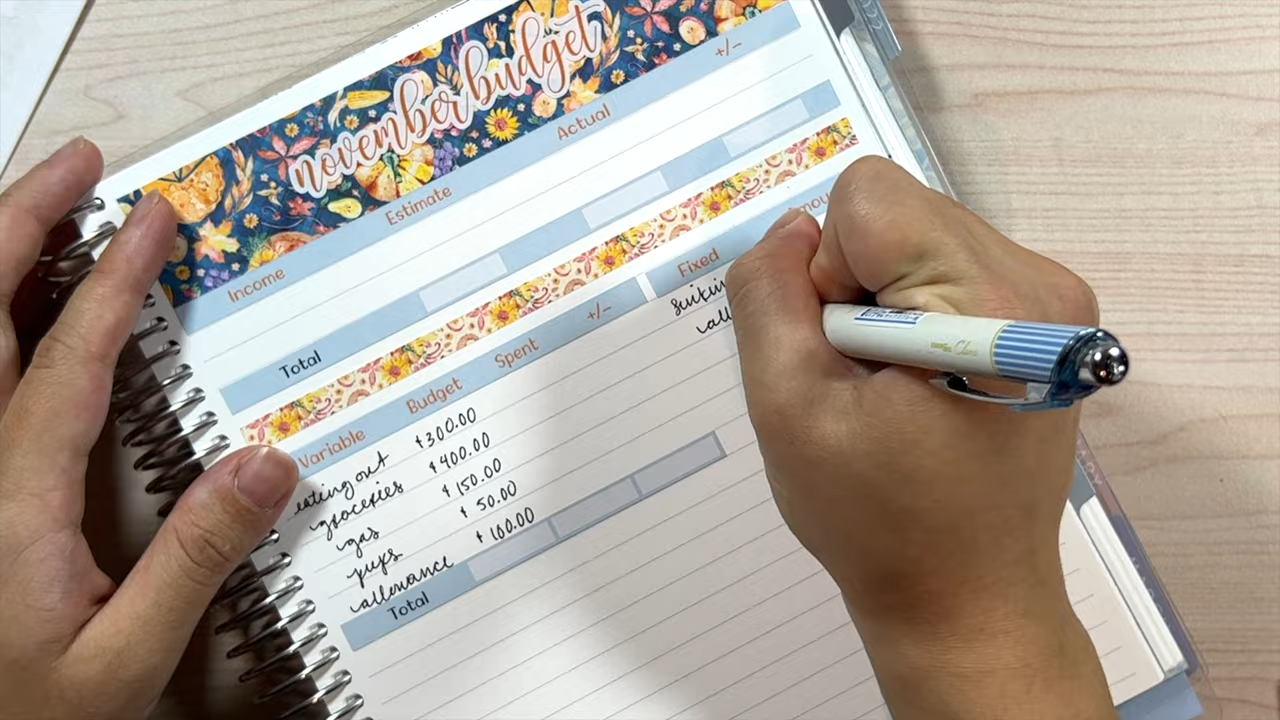 november budget
Income Estimate Actual +/-
Total
Variable Budget Spent +/-
eating out $300.00
groceries $400.00
gas $150.00
pups $50.00
allowance $100.00
Total
Fixed